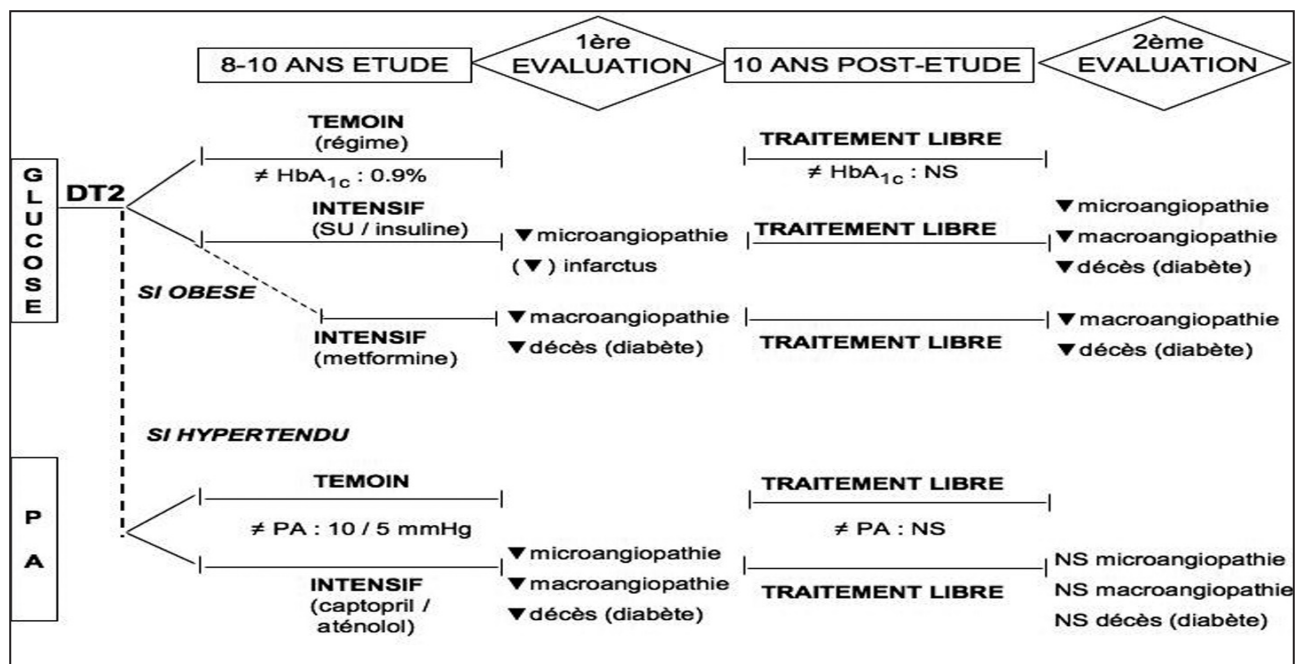 8-10 ANS ETUDE
1ère
EVALUATION
10 ANS POST-ETUDE
2ème
EVALUATION
GLUCOSE
DT2
TEMOIN
(régime)
≠ HbA1c : 0.9%
TRAITEMENT LIBRE
≠ HbA1c : NS
INTENSIF
(SU / insuline)
▼ microangiopathie
(▼) infarctus
TRAITEMENT LIBRE
▼ microangiopathie
▼ macroangiopathie
▼ décès (diabète)
SI OBESE
INTENSIF
(metformine)
▼ macroangiopathie
▼ décès (diabète)
TRAITEMENT LIBRE
▼ macroangiopathie
▼ décès (diabète)
SI HYPERTENDU
PA
TEMOIN
≠ PA : 10 / 5 mmHg
TRAITEMENT LIBRE
≠ PA : NS
INTENSIF
(captopril /
aténolol)
▼ microangiopathie
▼ macroangiopathie
▼ décès (diabète)
TRAITEMENT LIBRE
NS microangiopathie
NS macroangiopathie
NS décès (diabète)